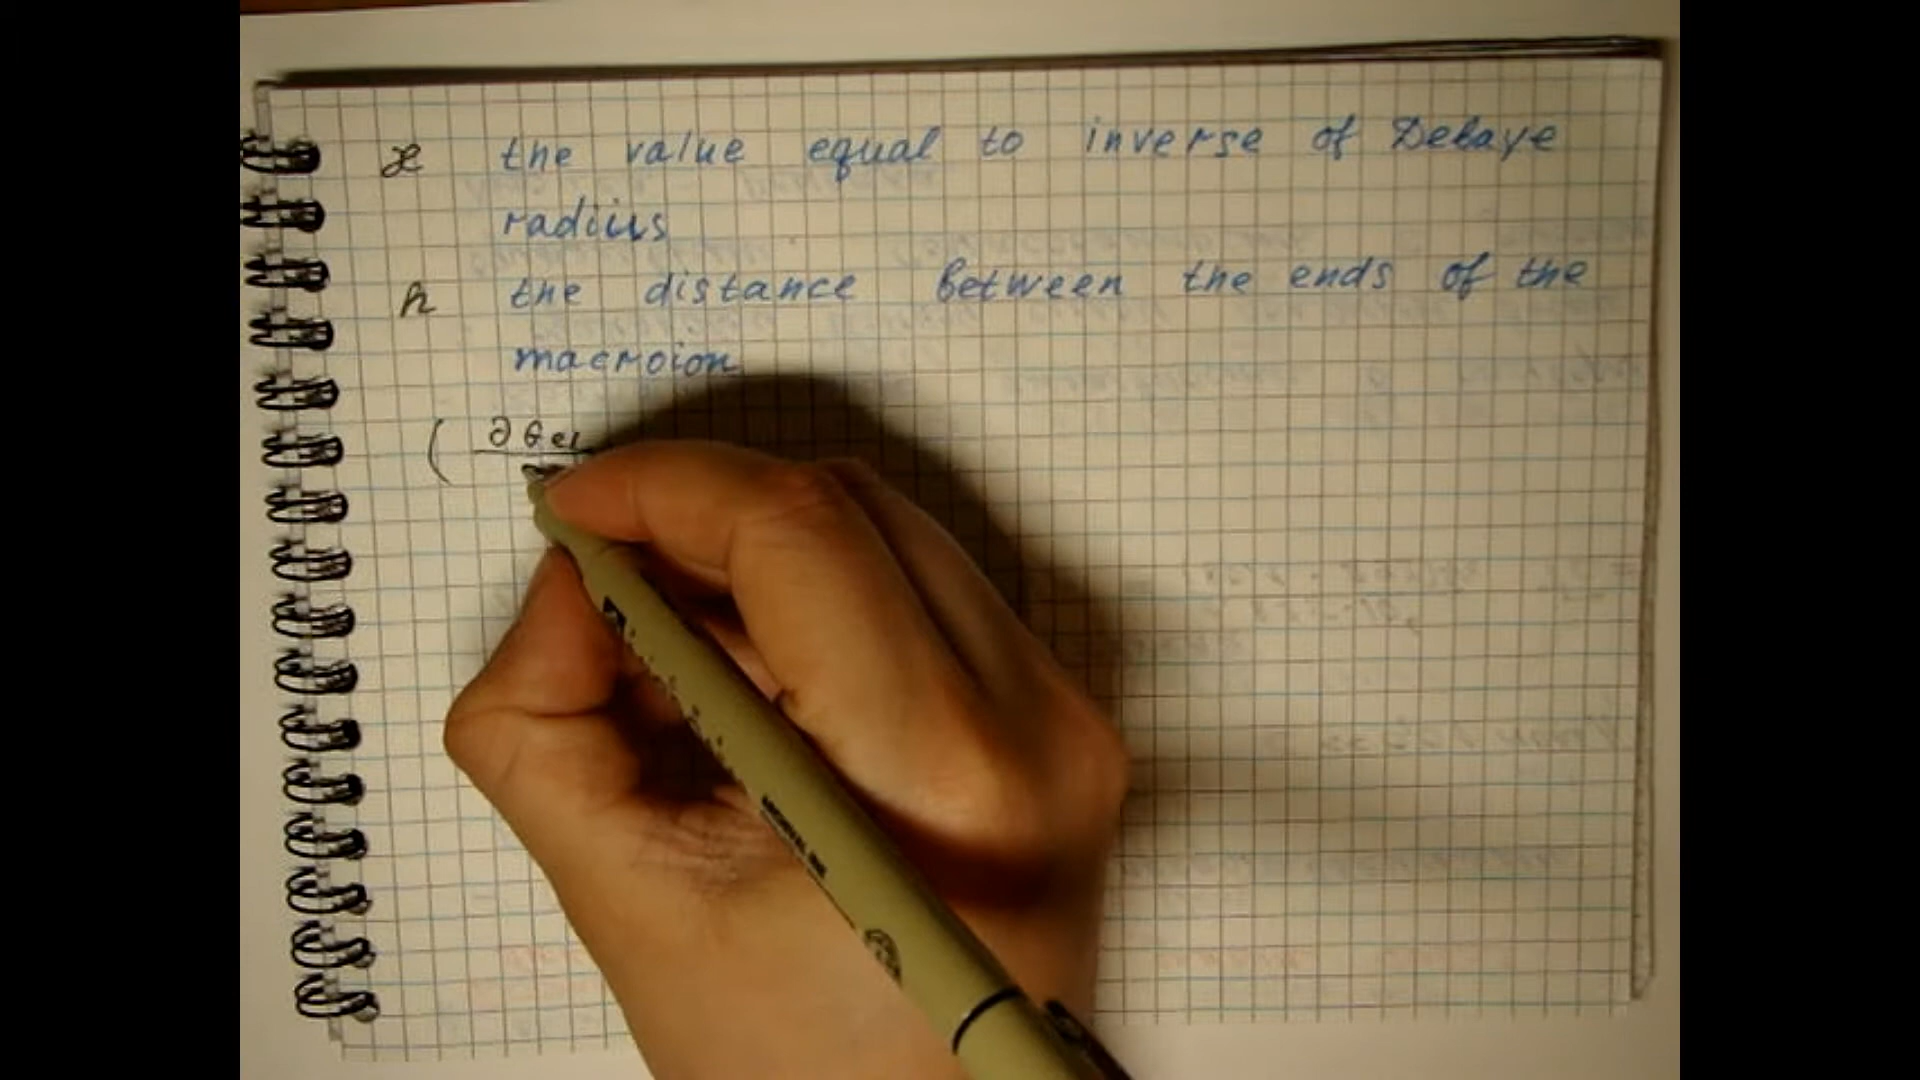 æ the value equal to inverse of Debaye
radius
h the distance between the ends of the
macroion
( ∂Gel